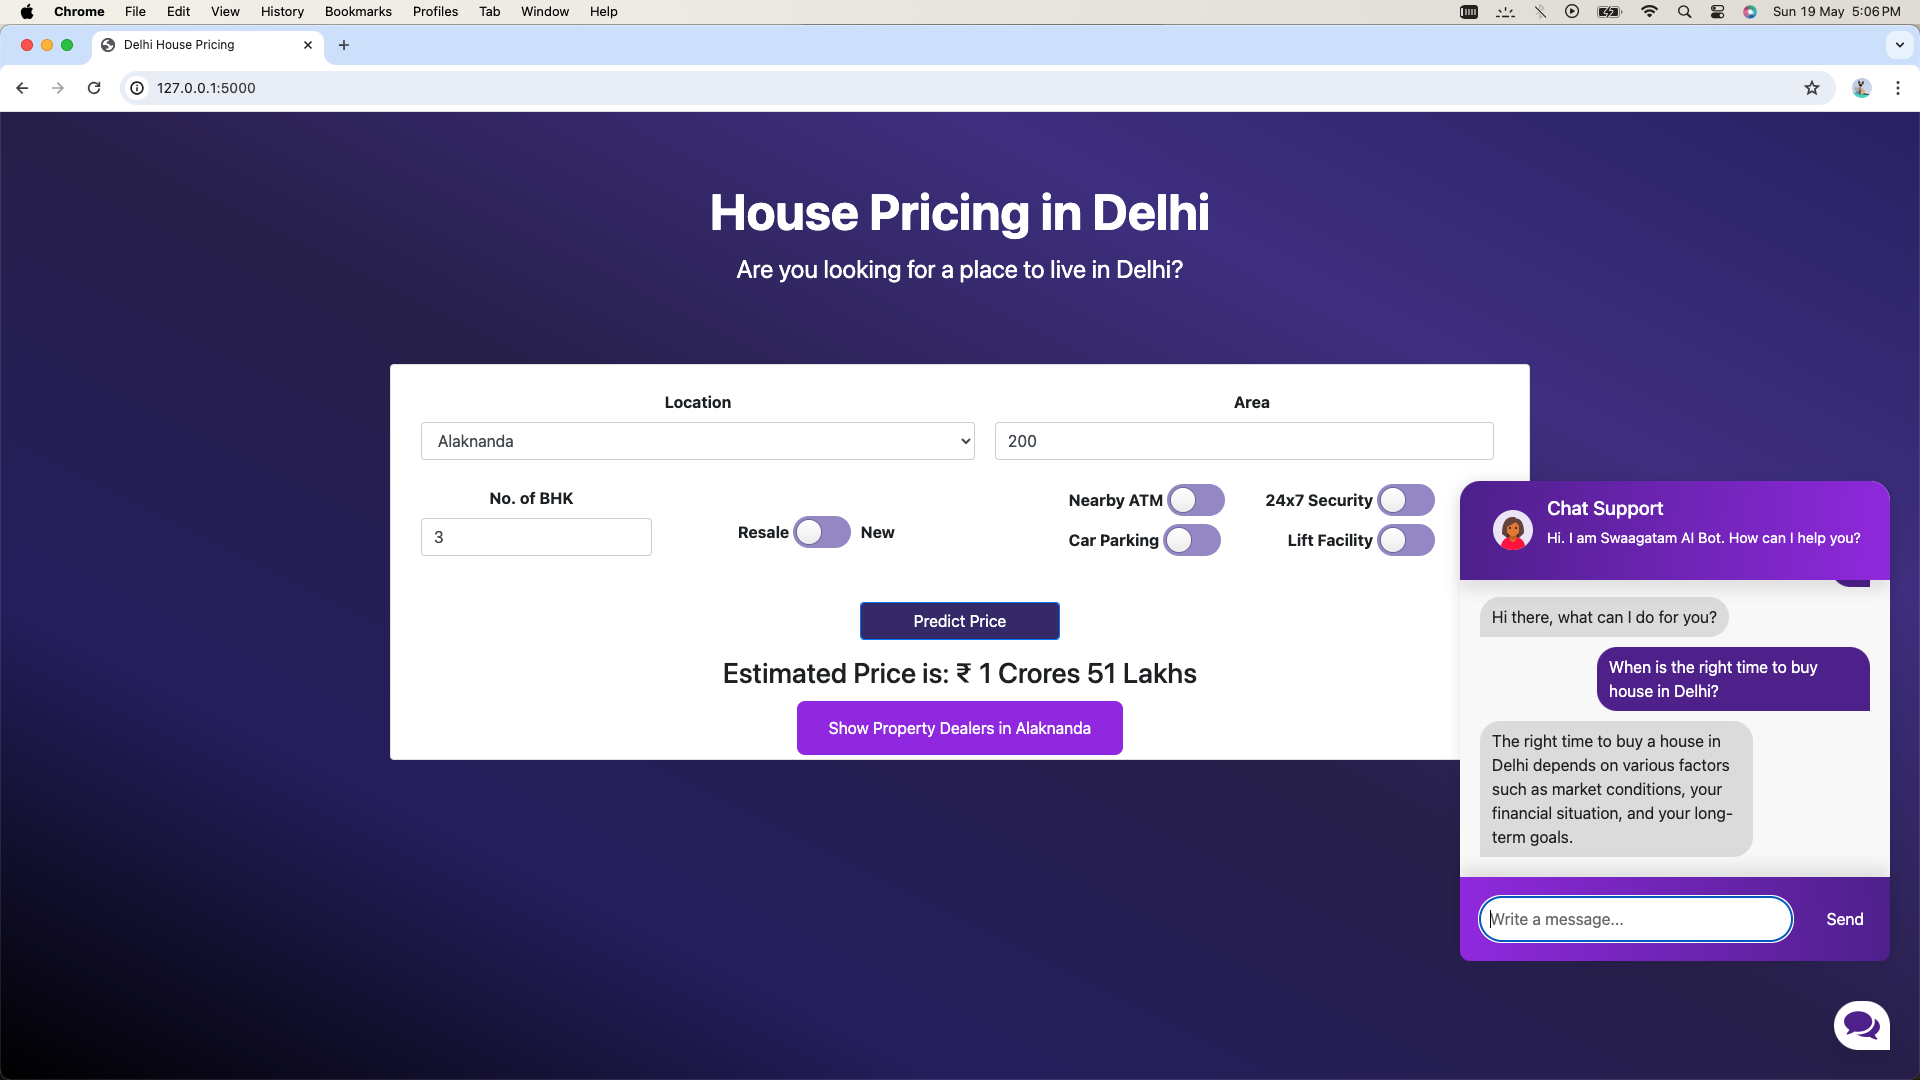 Chrome File Edit View History Bookmarks Profiles Tab Window Help Sun 19 May 5:06 PM
Delhi House Pricing
127.0.0.1:5000
House Pricing in Delhi
Are you looking for a place to live in Delhi?
Location Area
Alaknanda 200
No. of BHK
3
Resale New
Nearby ATM 24x7 Security
Car Parking Lift Facility
Predict Price
Estimated Price is: ₹ 1 Crores 51 Lakhs
Show Property Dealers in Alaknanda
Chat Support
Hi. I am Swaagatam AI Bot. How can I help you?
Hi there, what can I do for you?
When is the right time to buy
house in Delhi?
The right time to buy a house in
Delhi depends on various factors
such as market conditions, your
financial situation, and your long-
term goals.
Write a message...
Send